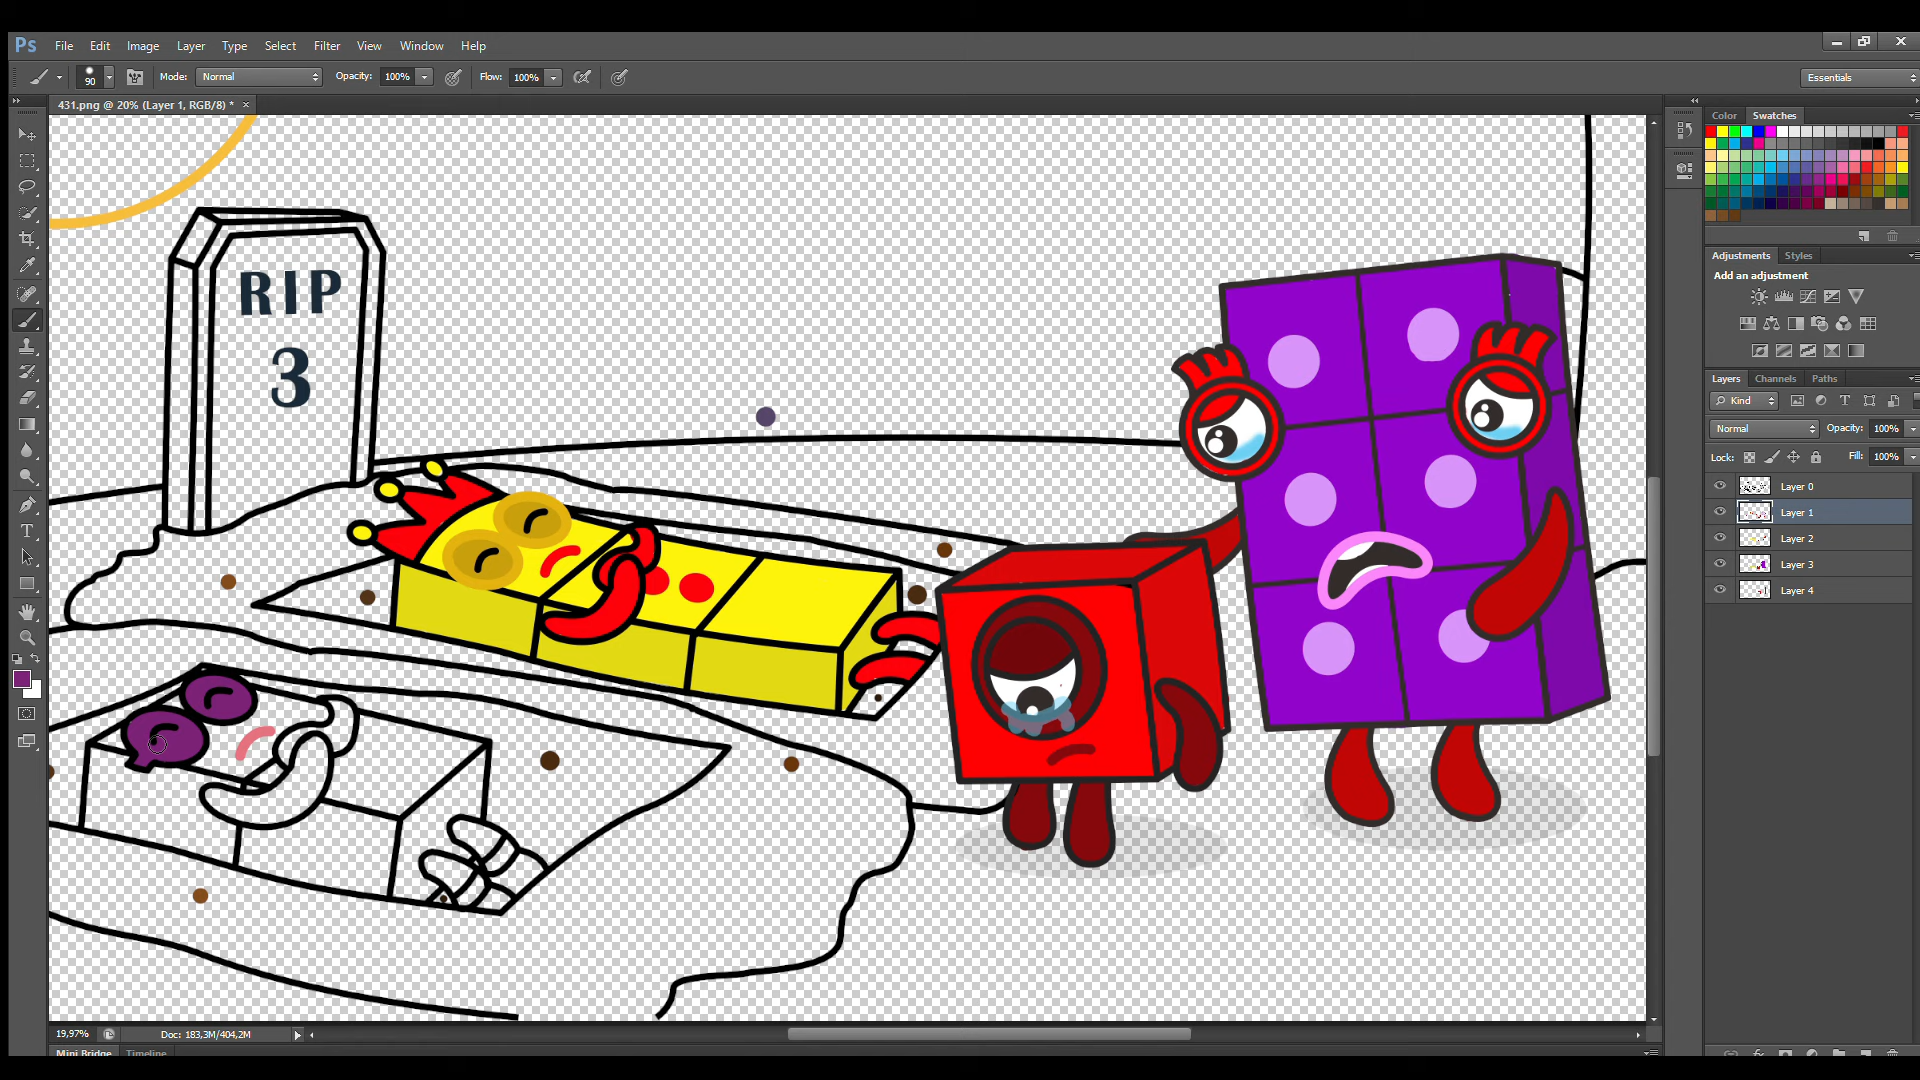 Ps File Edit Image Layer Type Select Filter View Window Help
90 Mode: Normal Opacity: 100% Flow: 100% Essentials
431.png @ 20% (Layer 1, RGB/8) * ×
Color Swatches
RIP
3
Adjustments Styles
Add an adjustment
Layers Channels Paths
Kind
Normal Opacity: 100%
Lock: Fill: 100%
Layer 0
Layer 1
Layer 2
Layer 3
Layer 4
19,97% Doc: 183,3M/404,2M
Mini Bridge Timeline